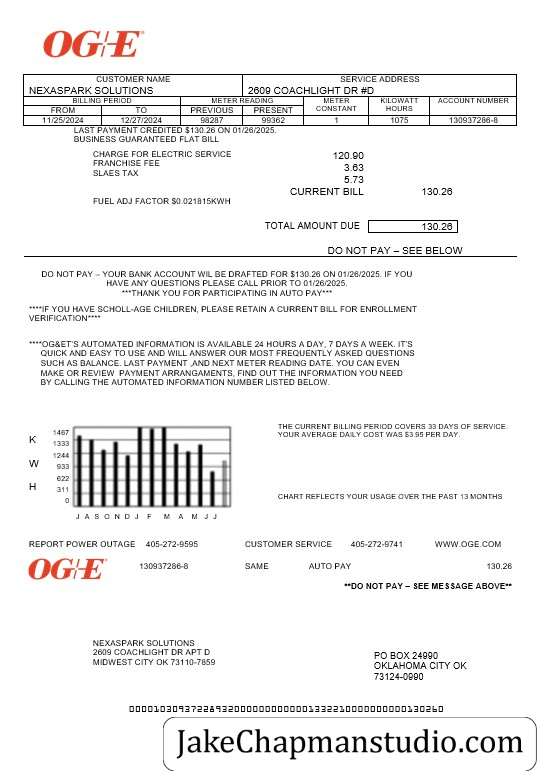 OG/E
CUSTOMER NAME SERVICE ADDRESS
NEXASPARK SOLUTIONS 2609 COACHLIGHT DR #D
BILLING PERIOD METER READING METER CONSTANT KILOWATT HOURS ACCOUNT NUMBER
FROM TO PREVIOUS PRESENT
11/25/2024 12/27/2024 98287 99362 1 1075 130937286-8
LAST PAYMENT CREDITED $130.26 ON 01/26/2025.
BUSINESS GUARANTEED FLAT BILL
CHARGE FOR ELECTRIC SERVICE 120.90
FRANCHISE FEE 3.63
SLAES TAX 5.73
CURRENT BILL 130.26
FUEL ADJ FACTOR $0.021815KWH
TOTAL AMOUNT DUE 130.26
DO NOT PAY – SEE BELOW
DO NOT PAY – YOUR BANK ACCOUNT WIL BE DRAFTED FOR $130.26 ON 01/26/2025. IF YOU
HAVE ANY QUESTIONS PLEASE CALL PRIOR TO 01/26/2025.
***THANK YOU FOR PARTICIPATING IN AUTO PAY***
****IF YOU HAVE SCHOLL-AGE CHILDREN, PLEASE RETAIN A CURRENT BILL FOR ENROLLMENT
VERIFICATION****
****OG&ET'S AUTOMATED INFORMATION IS AVAILABLE 24 HOURS A DAY, 7 DAYS A WEEK. IT'S
QUICK AND EASY TO USE AND WILL ANSWER OUR MOST FREQUENTLY ASKED QUESTIONS
SUCH AS BALANCE. LAST PAYMENT ,AND NEXT METER READING DATE. YOU CAN EVEN
MAKE OR REVIEW PAYMENT ARRANGAMENTS, FIND OUT THE INFORMATION YOU NEED
BY CALLING THE AUTOMATED INFORMATION NUMBER LISTED BELOW.
THE CURRENT BILLING PERIOD COVERS 33 DAYS OF SERVICE.
YOUR AVERAGE DAILY COST WAS $3.95 PER DAY.
K W H
1467
1333
1244
933
622
311
0
J A S O N D J F M A M J J
CHART REFLECTS YOUR USAGE OVER THE PAST 13 MONTHS
REPORT POWER OUTAGE 405-272-9595 CUSTOMER SERVICE 405-272-9741 WWW.OGE.COM
OG/E 130937286-8 SAME AUTO PAY 130.26
**DO NOT PAY – SEE MESSAGE ABOVE**
NEXASPARK SOLUTIONS
2609 COACHLIGHT DR APT D
MIDWEST CITY OK 73110-7859
PO BOX 24990
OKLAHOMA CITY OK
73124-0990
JakeChapmanstudio.com